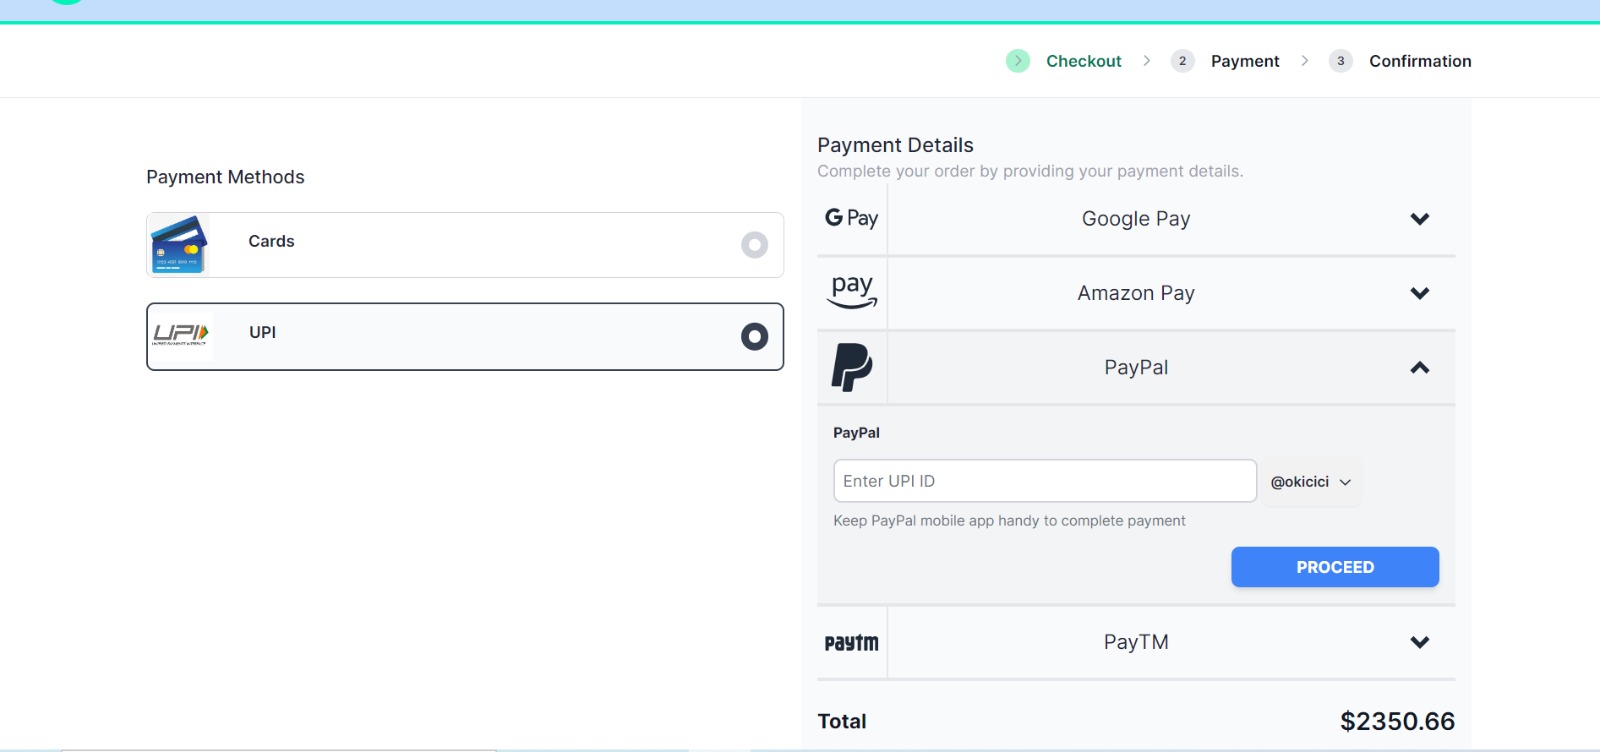 Checkout
2
Payment
3
Confirmation
Payment Methods
Cards
UPI
UPI
Payment Details
Complete your order by providing your payment details.
G Pay
Google Pay
pay
Amazon Pay
PayPal
PayPal
Enter UPI ID
@okicici
Keep PayPal mobile app handy to complete payment
PROCEED
paytm
PayTM
Total
$2350.66